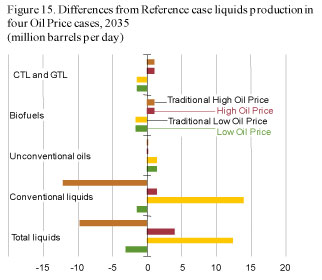 Figure 15. Differences from Reference case liquids production in
four Oil Price cases, 2035
(million barrels per day)
CTL and GTL
Biofuels
Traditional High Oil Price
High Oil Price
Traditional Low Oil Price
Low Oil Price
Unconventional oils
Conventional liquids
Total liquids
-15 -10 -5 0 5 10 15 20